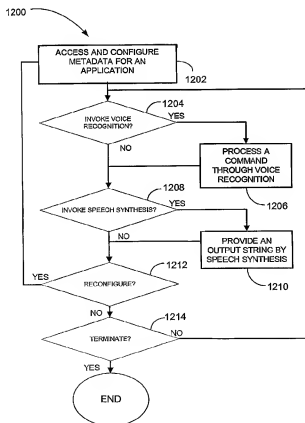 1200
ACCESS AND CONFIGURE
METADATA FOR AN
APPLICATION
1202
1204
INVOKE VOICE
RECOGNITION?
YES
NO
PROCESS A
COMMAND
THROUGH VOICE
RECOGNITION
1206
1208
INVOKE SPEECH SYNTHESIS?
YES
NO
PROVIDE AN
OUTPUT STRING BY
SPEECH SYNTHESIS
1210
1212
YES
RECONFIGURE?
NO
1214
TERMINATE?
NO
YES
END